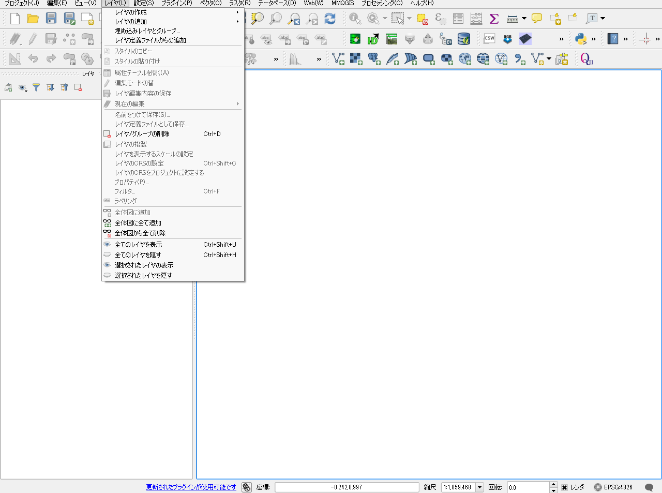 プロジェクト(J) 編集(E) ビュー(V) レイヤ(L) 設定(S) プラグイン(P) ベクタ(O) ラスタ(R) データベース(D) Web(W) MMQGIS プロセッシング(C) ヘルプ(H)
レイヤの作成
レイヤの追加
埋め込みレイヤとグループ...
レイヤ定義ファイルから追加
スタイルのコピー
スタイルの貼り付け
レイヤ
属性テーブルを開く(A)
編集モード切替
レイヤ編集内容の保存
現在の編集
名前をつけて保存(S)...
レイヤ定義ファイルとして保存
レイヤ/グループの削除 Ctrl+D
レイヤの複製
レイヤを表示するスケールの設定
レイヤのCRSの設定 Ctrl+Shift+C
レイヤのCRSをプロジェクトに設定する
プロパティ(P)
フィルター... Ctrl+F
ラベリング
全体図に追加
全体図に全て追加
全体図から全て削除
全てのレイヤを表示 Ctrl+Shift+U
全てのレイヤを隠す Ctrl+Shift+H
選択されたレイヤの表示
選択されたレイヤを隠す
更新されたプラグインが使用可能です 座標: 縮尺 回転: 0.0 レンダ